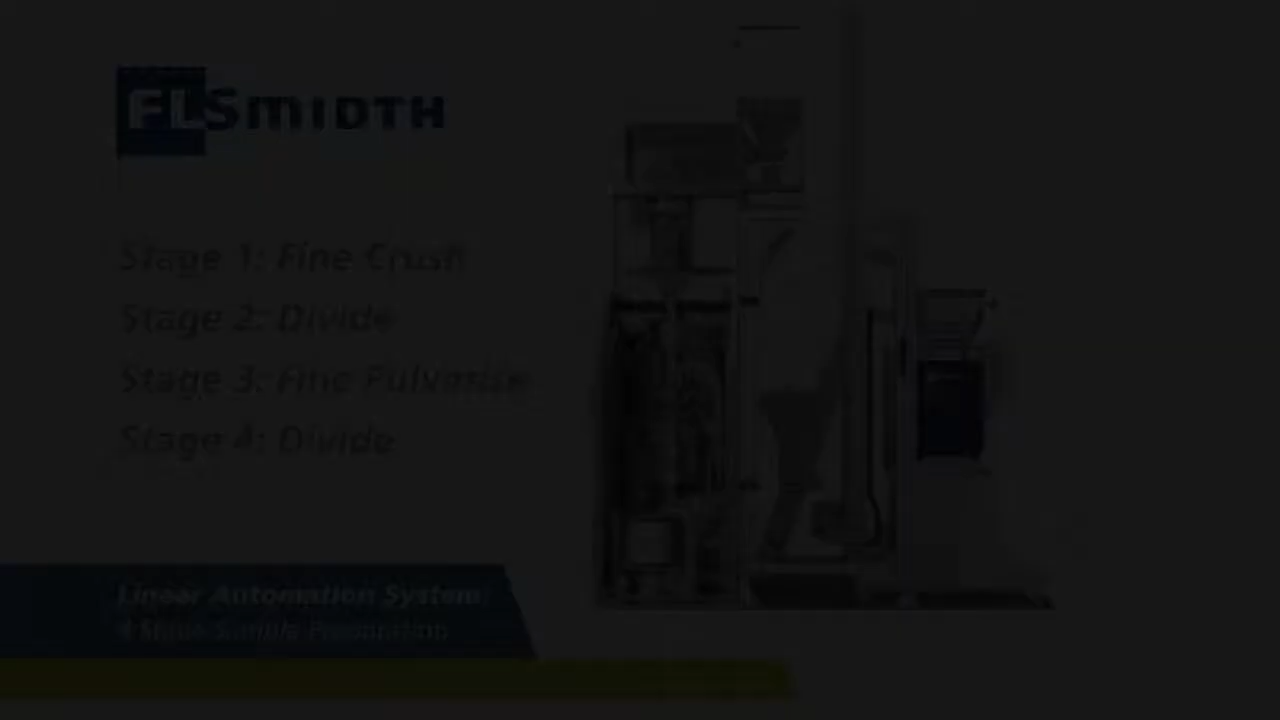 FLSMIDTH
Stage 1: Fine Crush
Stage 2: Divide
Stage 3: Fine Pulverize
Stage 4: Divide
Linear Automation System:
4 Stage Sample Preparation